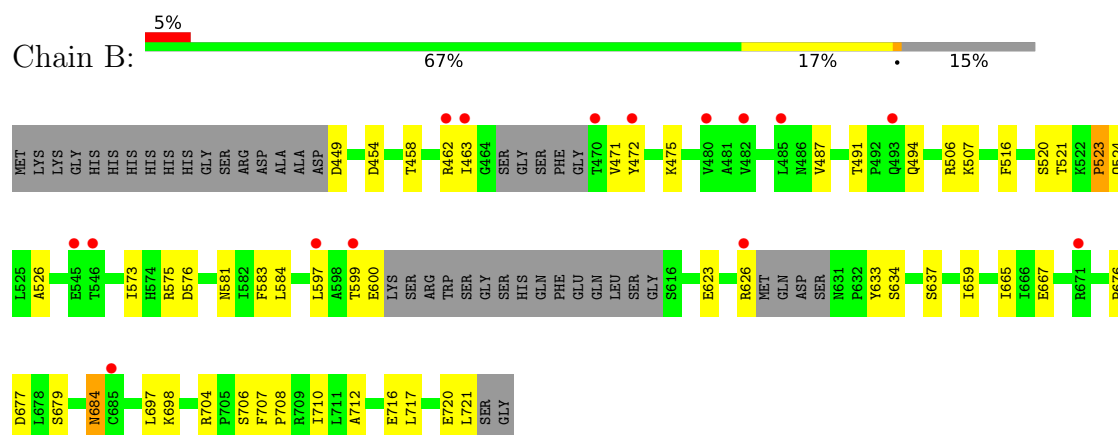 5%
Chain B:
67% 17% • 15%
MET LYS LYS GLY HIS HIS HIS HIS HIS HIS GLY SER ARG ASP ALA ALA ASP D449 D454 T458 R462 I463 G464 SER GLY SER PHE GLY T470 V471 Y472 K475 V480 A481 V482 L485 N486 V487 T491 P492 Q493 Q494 R506 K507 F516 S520 T521 K522 P523 Q524
L525 A526 E545 T546 I573 H574 R575 D576 N581 I582 F583 L584 L597 A598 T599 E600 LYS SER ARG TRP SER GLY SER HIS GLN PHE GLU GLN LEU SER GLY S616 E623 R626 MET GLN ASP SER N631 P632 Y633 S634 S637 I659 I665 I666 E667 R671
D677 L678 S679 N684 C685 L697 K698 R704 P705 S706 F707 P708 R709 I710 L711 A712 E716 L717 E720 L721 SER GLY